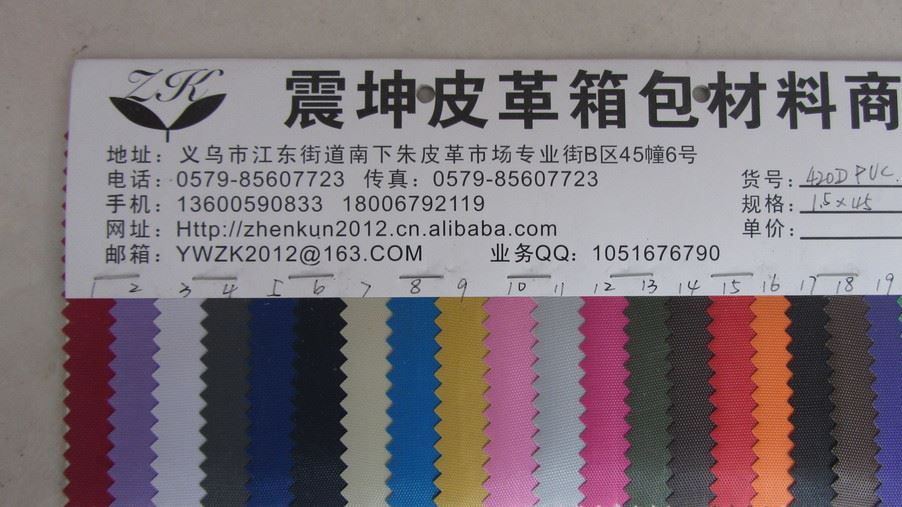 ZK
震坤皮革箱包材料商
地址：义乌市江东街道南下朱皮革市场专业街B区45幢6号
电话：0579-85607723 传真：0579-85607723
手机：13600590833 18006792119
网址：Http://zhenkun2012.cn.alibaba.com
邮箱：YWZK2012@163.COM 业务QQ：1051676790
货号：420D PVC.
规格：1.5×45
单价：
1 2 3 4 5 6 7 8 9 10 11 12 13 14 15 16 17 18 19